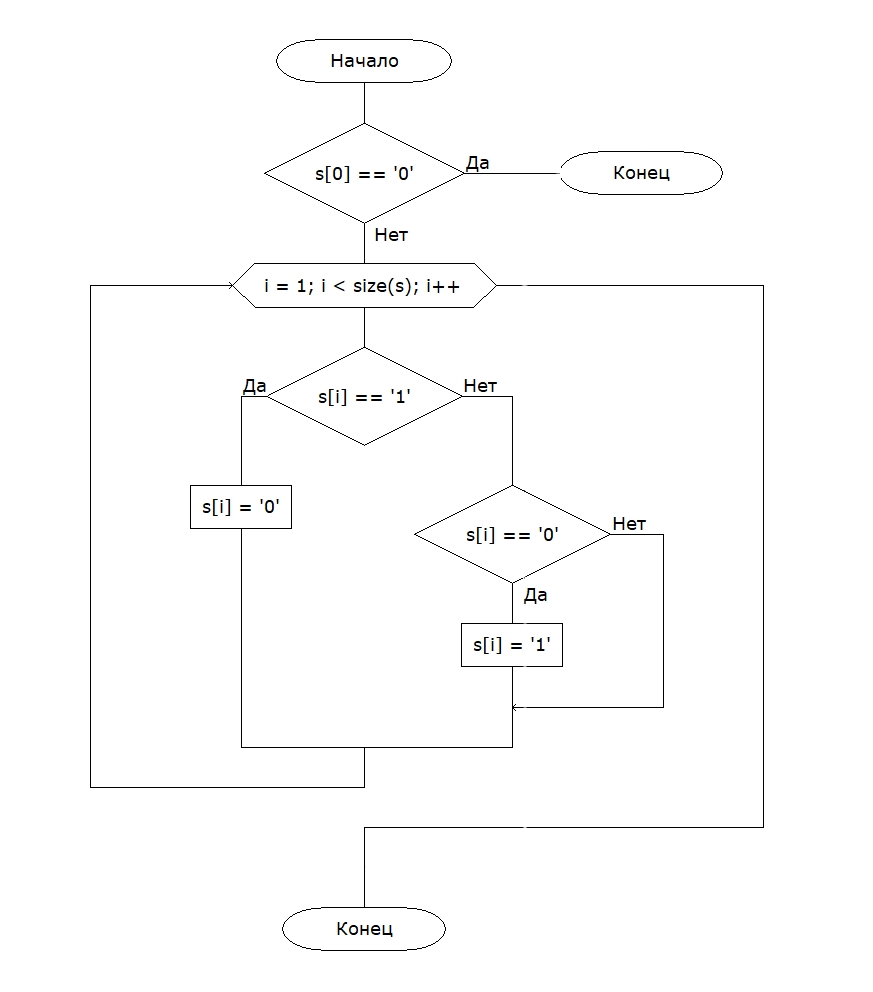 Начало
s[0] == '0'
Да
Конец
Нет
i = 1; i < size(s); i++
Да
s[i] == '1'
Нет
s[i] = '0'
s[i] == '0'
Нет
Да
s[i] = '1'
Конец